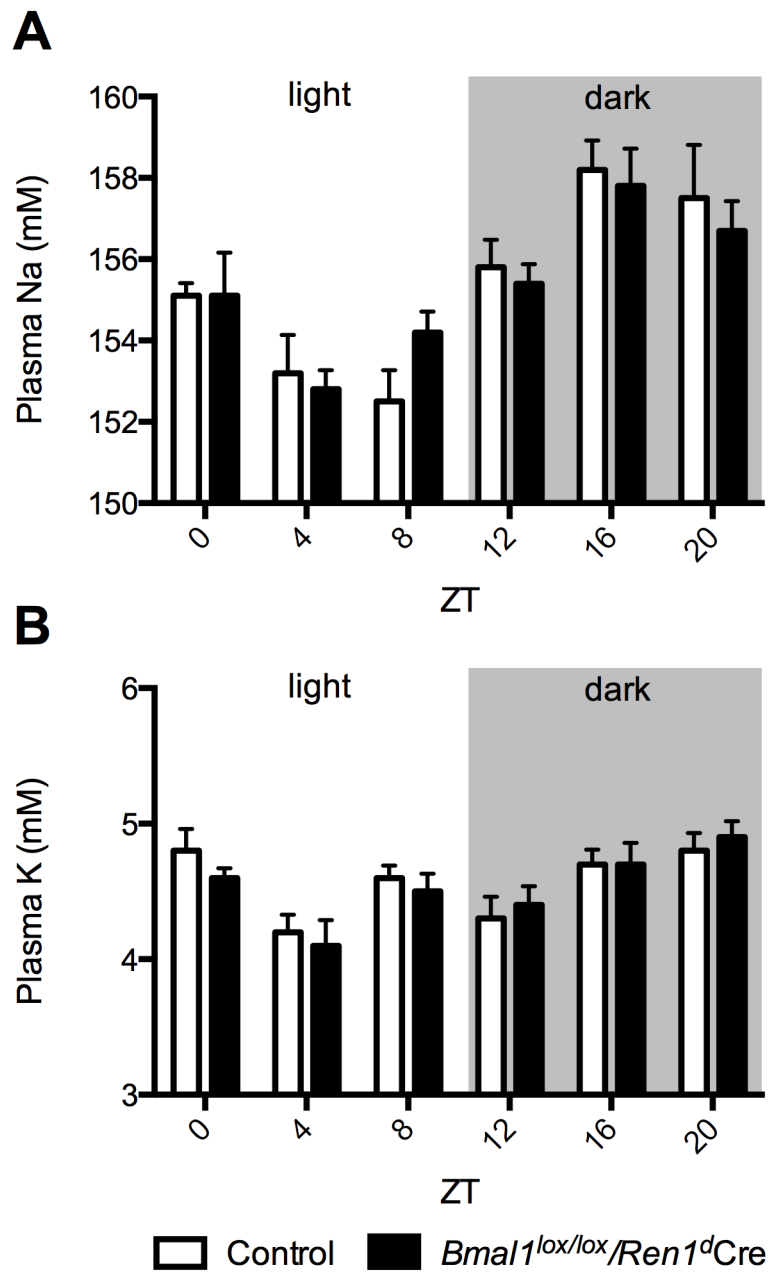 A
light dark
160
158
156
154
152
150
Plasma Na (mM)
0 4 8 12 16 20
ZT
B
light dark
6
5
4
3
Plasma K (mM)
0 4 8 12 16 20
ZT
Control Bmal1lox/lox/Ren1dCre